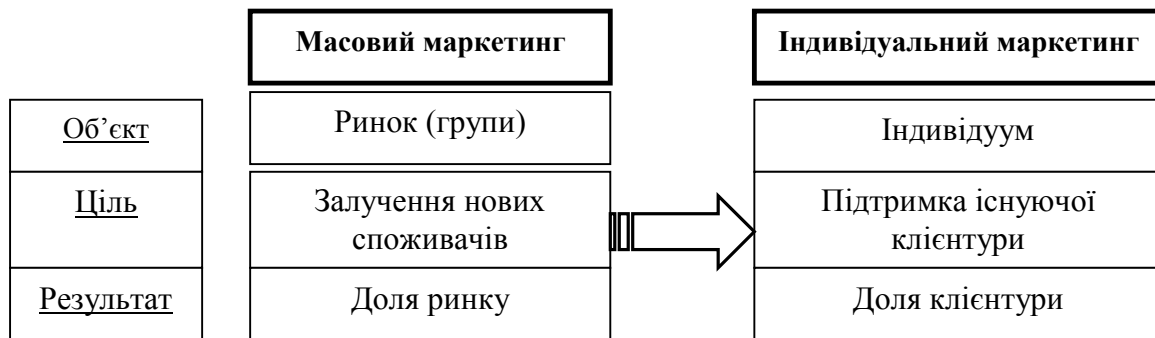 Масовий маркетинг
Індивідуальний маркетинг
Об’єкт
Ринок (групи)
Індивідуум
Ціль
Залучення нових
споживачів
Підтримка існуючої
клієнтури
Результат
Доля ринку
Доля клієнтури